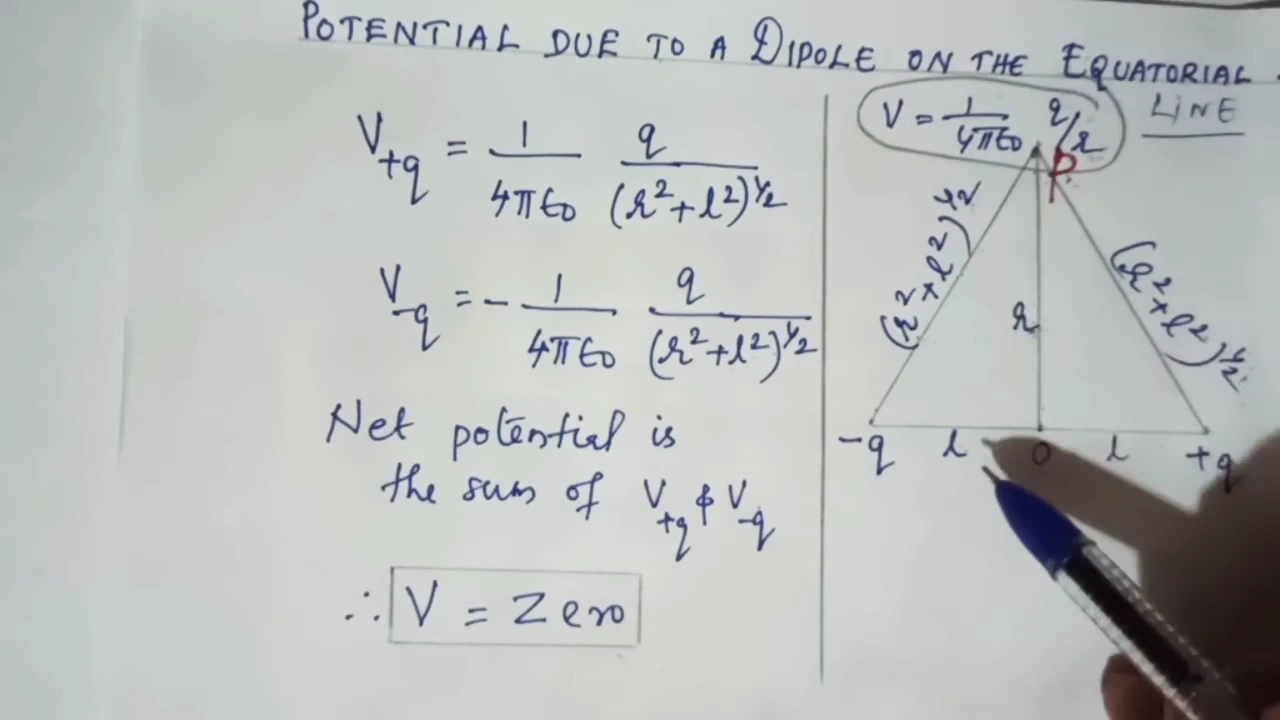 POTENTIAL DUE TO A DIPOLE ON THE EQUATORIAL
LINE
V+q = 1/4πϵ0 q/(r²+l²)^½
V-q = - 1/4πϵ0 q/(r²+l²)^½
Net potential is
the sum of V+q & V-q
∴ V = Zero
V = 1/4πϵ0 q/r
P
(r²+l²)^½
(r²+l²)^½
r
-q l O l +q